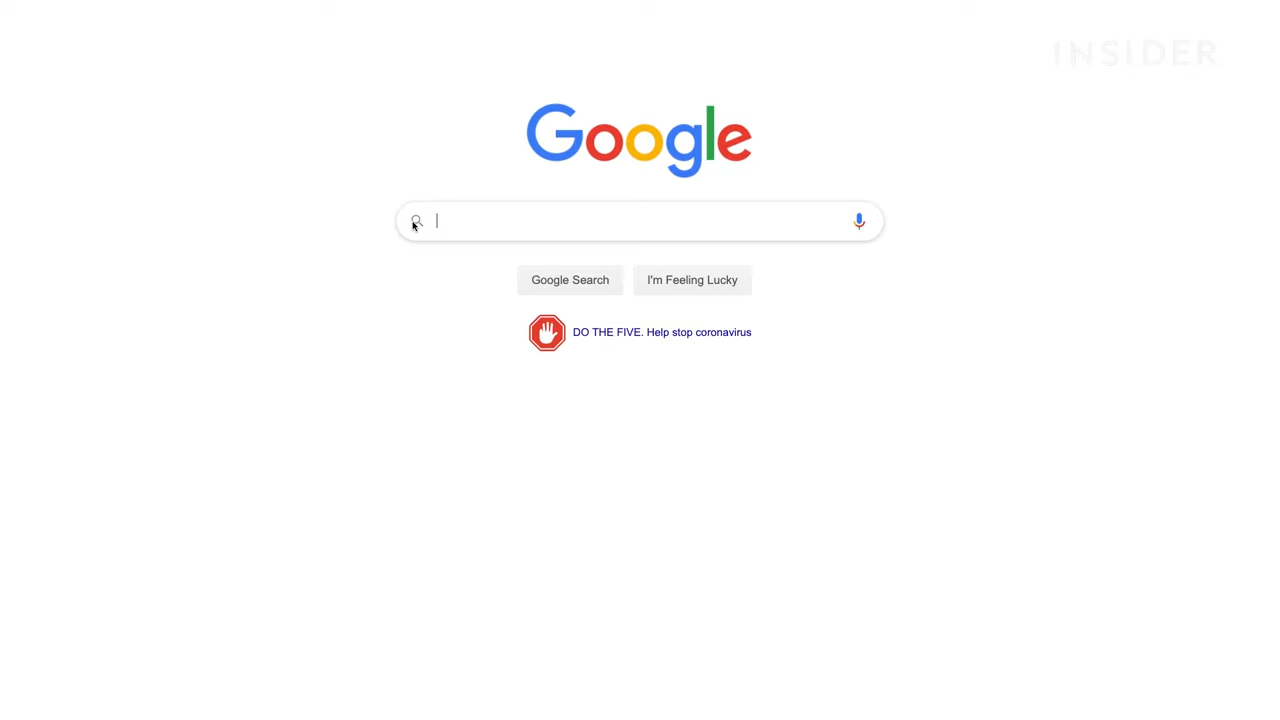 INSIDER
Google
Google Search
I'm Feeling Lucky
DO THE FIVE. Help stop coronavirus